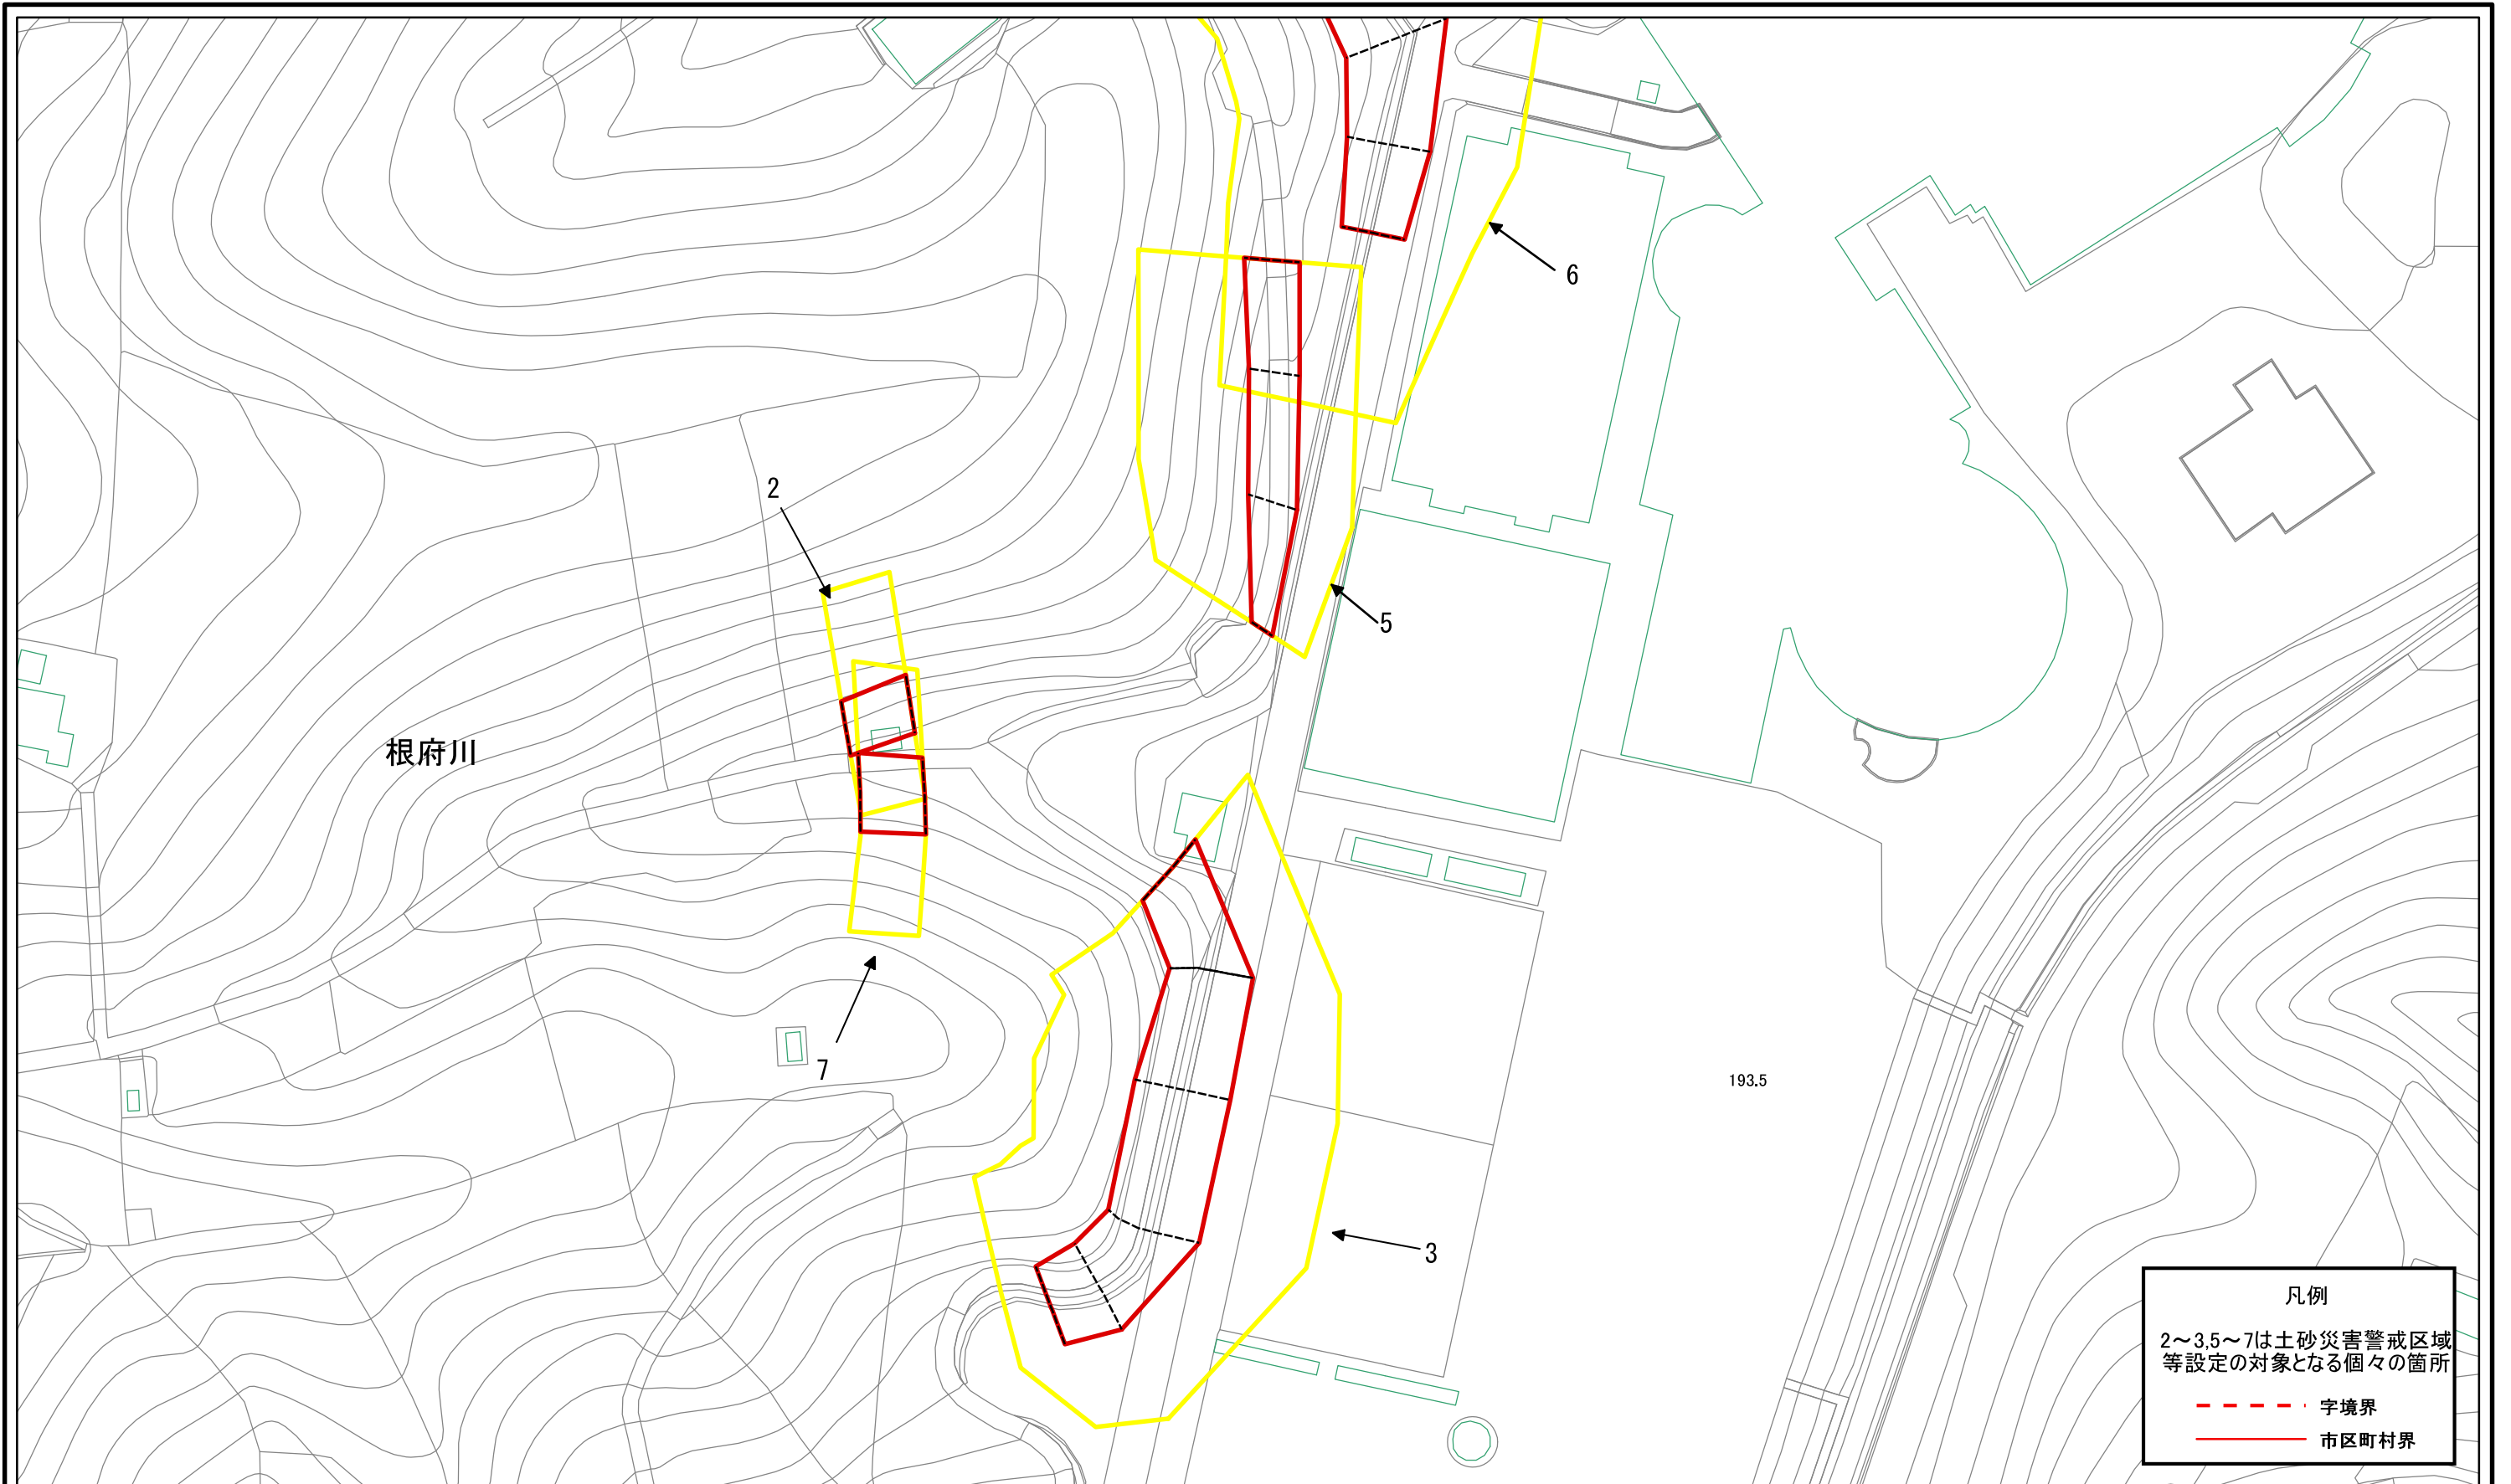 6
2
5
根府川
7
193.5
3
凡例
2～3,5～7は土砂災害警戒区域
等設定の対象となる個々の箇所
字境界
市区町村界